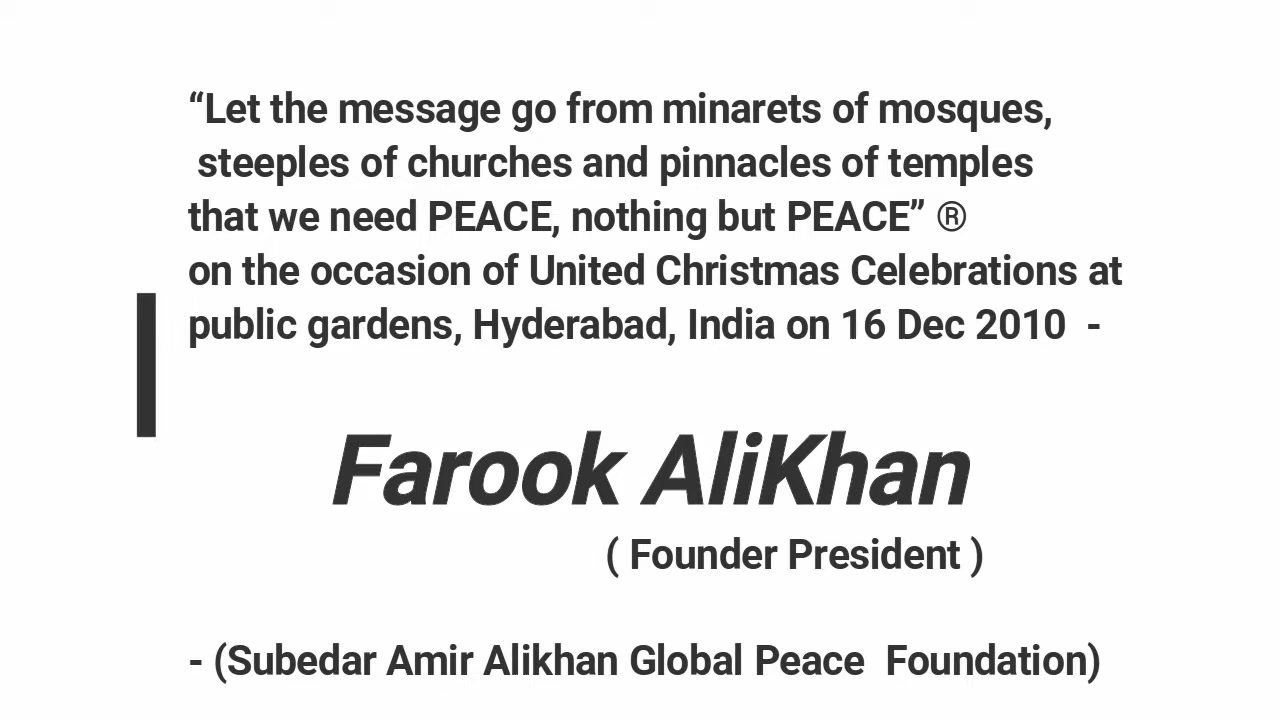 “Let the message go from minarets of mosques,
steeples of churches and pinnacles of temples
that we need PEACE, nothing but PEACE” ®
on the occasion of United Christmas Celebrations at
public gardens, Hyderabad, India on 16 Dec 2010 -
Farook AliKhan
( Founder President )
- (Subedar Amir Alikhan Global Peace Foundation)